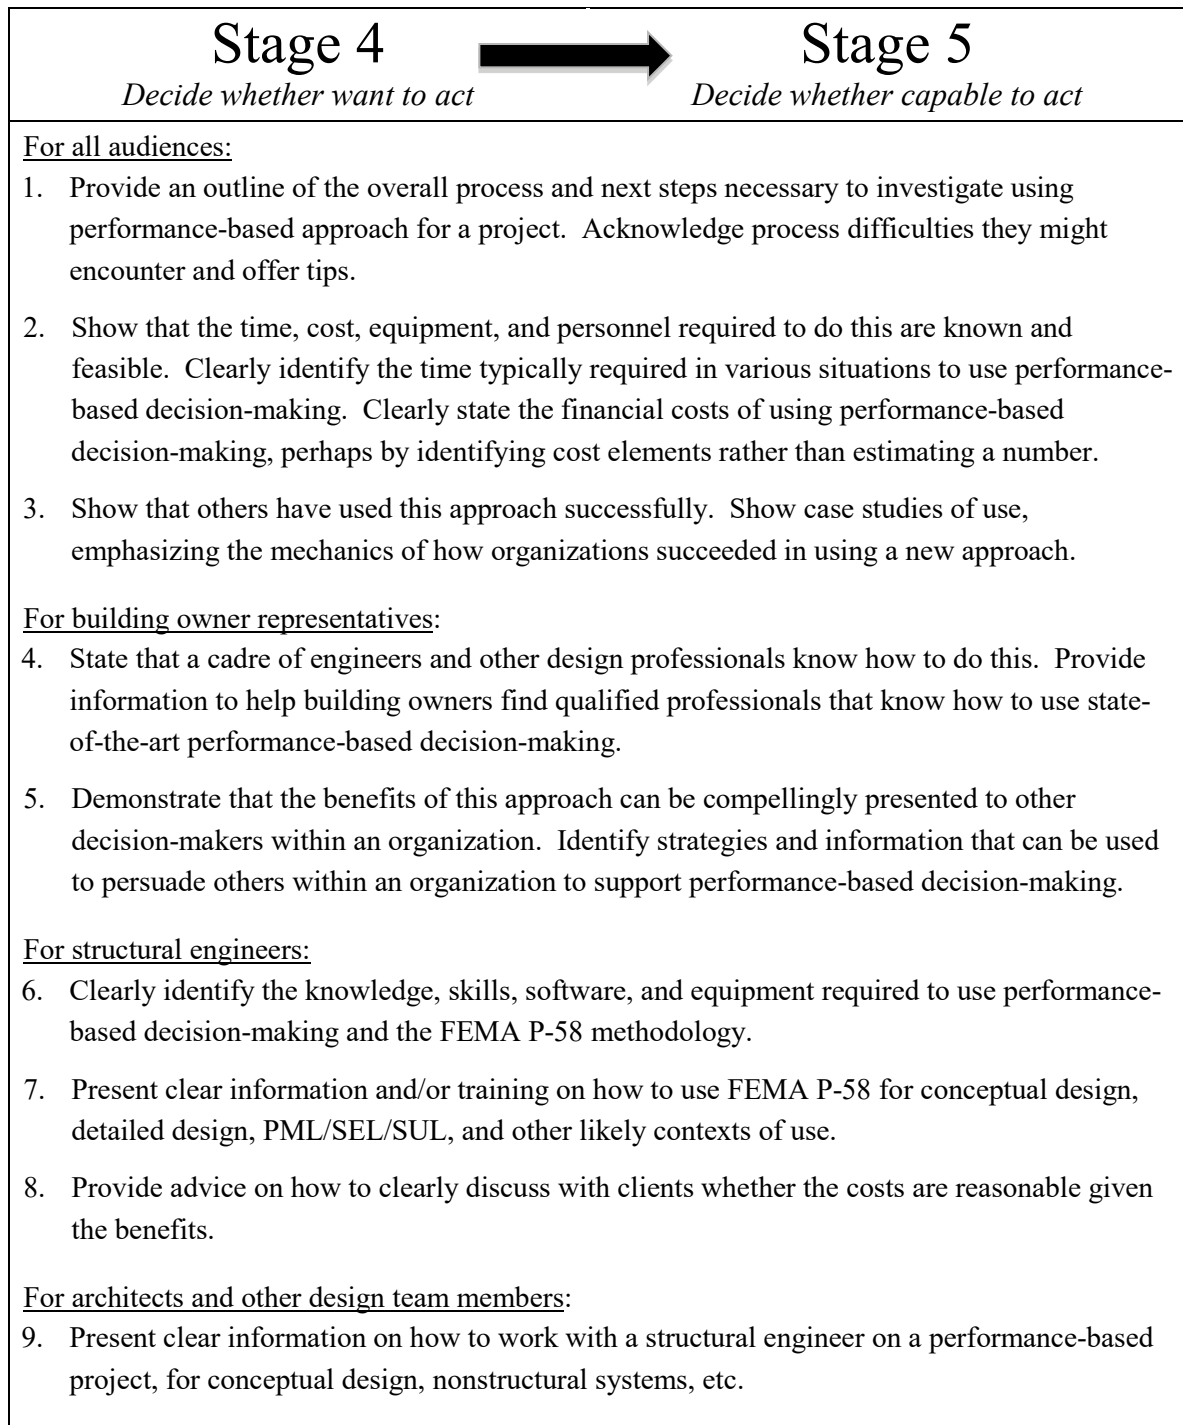 Stage 4 Stage 5
Decide whether want to act Decide whether capable to act
For all audiences:
1. Provide an outline of the overall process and next steps necessary to investigate using
performance-based approach for a project. Acknowledge process difficulties they might
encounter and offer tips.
2. Show that the time, cost, equipment, and personnel required to do this are known and
feasible. Clearly identify the time typically required in various situations to use performance-
based decision-making. Clearly state the financial costs of using performance-based
decision-making, perhaps by identifying cost elements rather than estimating a number.
3. Show that others have used this approach successfully. Show case studies of use,
emphasizing the mechanics of how organizations succeeded in using a new approach.
For building owner representatives:
4. State that a cadre of engineers and other design professionals know how to do this. Provide
information to help building owners find qualified professionals that know how to use state-
of-the-art performance-based decision-making.
5. Demonstrate that the benefits of this approach can be compellingly presented to other
decision-makers within an organization. Identify strategies and information that can be used
to persuade others within an organization to support performance-based decision-making.
For structural engineers:
6. Clearly identify the knowledge, skills, software, and equipment required to use performance-
based decision-making and the FEMA P-58 methodology.
7. Present clear information and/or training on how to use FEMA P-58 for conceptual design,
detailed design, PML/SEL/SUL, and other likely contexts of use.
8. Provide advice on how to clearly discuss with clients whether the costs are reasonable given
the benefits.
For architects and other design team members:
9. Present clear information on how to work with a structural engineer on a performance-based
project, for conceptual design, nonstructural systems, etc.